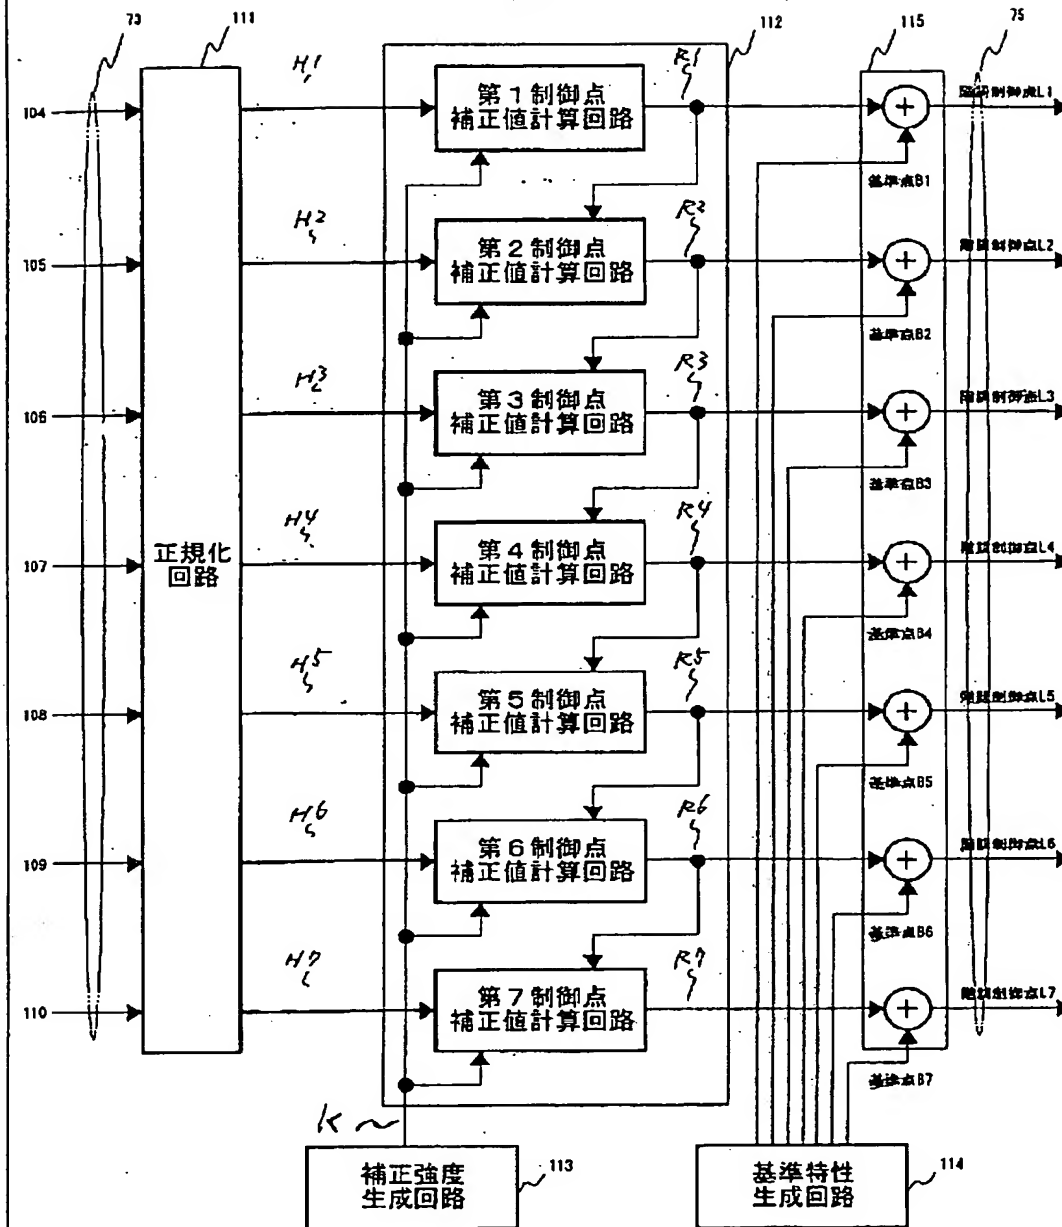 73
111
112
115
75
H1
R1
第1制御点
補正値計算回路
階調制御点L1
104
基準点B1
H2
R2
第2制御点
補正値計算回路
階調制御点L2
105
基準点B2
H3
R3
第3制御点
補正値計算回路
階調制御点L3
106
基準点B3
H4
R4
第4制御点
補正値計算回路
階調制御点L4
107
基準点B4
正規化
回路
H5
R5
第5制御点
補正値計算回路
階調制御点L5
108
基準点B5
H6
R6
第6制御点
補正値計算回路
階調制御点L6
109
基準点B6
H7
R7
第7制御点
補正値計算回路
階調制御点L7
110
基準点B7
K
補正強度
生成回路
113
基準特性
生成回路
114